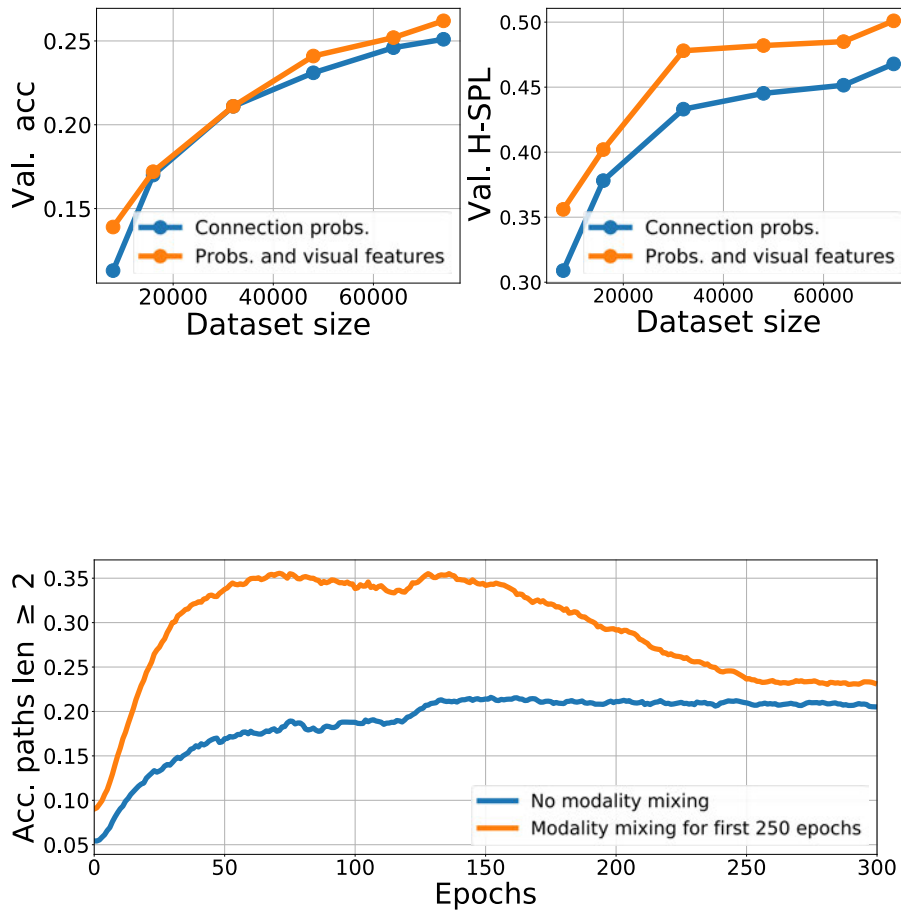 Val. acc
0.25
0.20
0.15
Connection probs.
Probs. and visual features
20000 40000 60000
Dataset size
Val. H-SPL
0.50
0.45
0.40
0.35
0.30
Connection probs.
Probs. and visual features
20000 40000 60000
Dataset size
Acc. paths len ≥ 2
0.35
0.30
0.25
0.20
0.15
0.10
0.05
No modality mixing
Modality mixing for first 250 epochs
0 50 100 150 200 250 300
Epochs